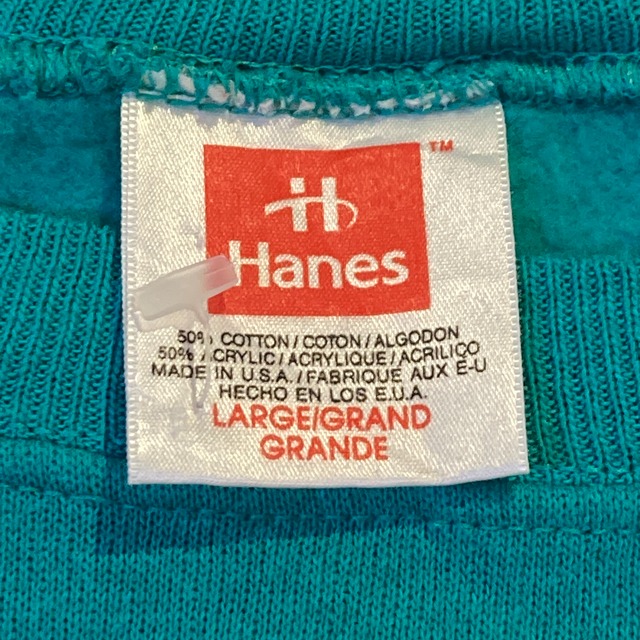 H
TM
Hanes
50% COTTON/COTON/ALGODON
50% ACRYLIC/ACRYLIQUE/ACRILICO
MADE IN U.S.A./FABRIQUE AUX E-U
HECHO EN LOS E.U.A.
LARGE/GRAND
GRANDE